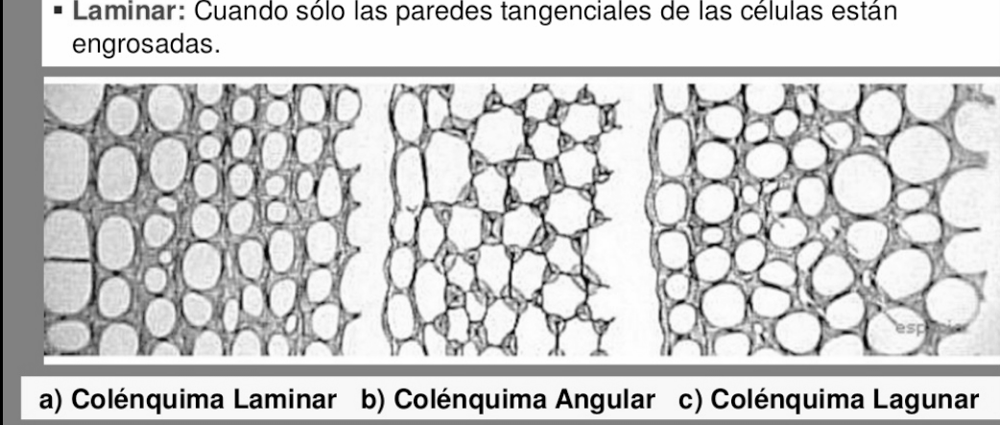 ▪ Laminar: Cuando sólo las paredes tangenciales de las células están
engrosadas.
a) Colénquima Laminar b) Colénquima Angular c) Colénquima Lagunar